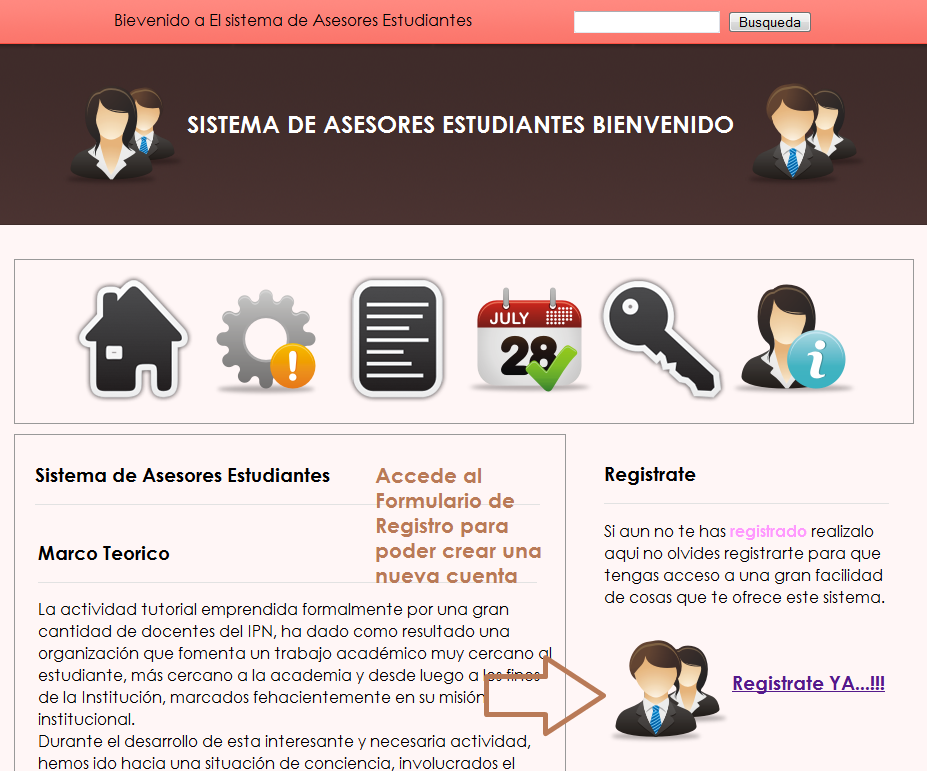 Bievenido a El sistema de Asesores Estudiantes
Busqueda
SISTEMA DE ASESORES ESTUDIANTES BIENVENIDO
JULY
28
i
Sistema de Asesores Estudiantes
Accede al
Formulario de
Registro para
poder crear una
nueva cuenta
Marco Teorico
La actividad tutorial emprendida formalmente por una gran
cantidad de docentes del IPN, ha dado como resultado una
organización que fomenta un trabajo académico muy cercano al
estudiante, más cercano a la academia y desde luego a los fines
de la Institución, marcados fehacientemente en su misión
institucional.
Durante el desarrollo de esta interesante y necesaria actividad,
hemos ido hacia una situación de conciencia, involucrados el
Registrate
Si aun no te has registrado realizalo
aqui no olvides registrarte para que
tengas acceso a una gran facilidad
de cosas que te ofrece este sistema.
Registrate YA...!!!